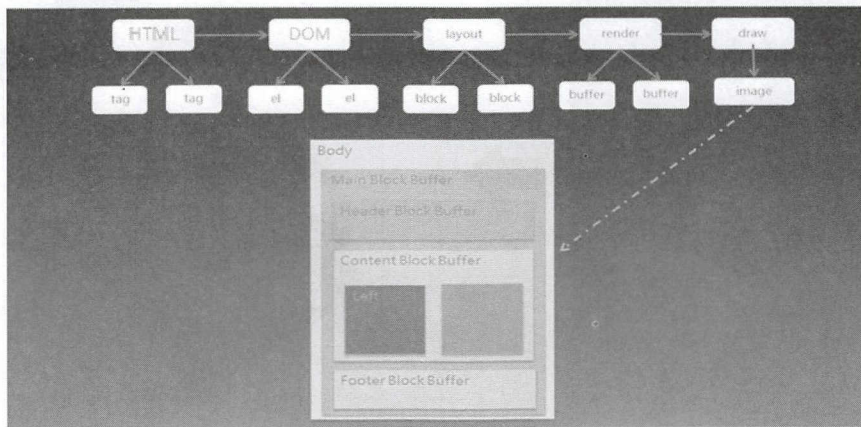 HTML DOM layout render draw
tag tag el el block block buffer buffer image
Body
Main Block Buffer
Header Block Buffer
Content Block Buffer
Left
Footer Block Buffer